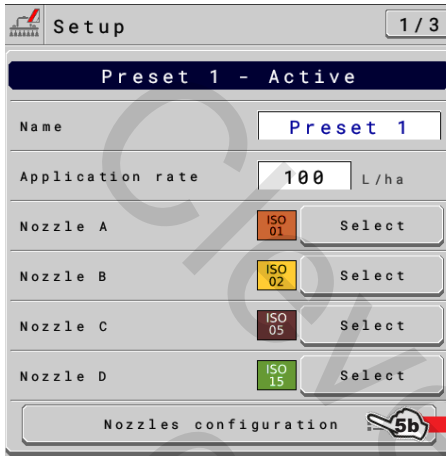 Setup 1/3
Preset 1 - Active
Name Preset 1
Application rate 100 L/ha
Nozzle A ISO 01 Select
Nozzle B ISO 02 Select
Nozzle C ISO 05 Select
Nozzle D ISO 15 Select
Nozzles configuration 5b